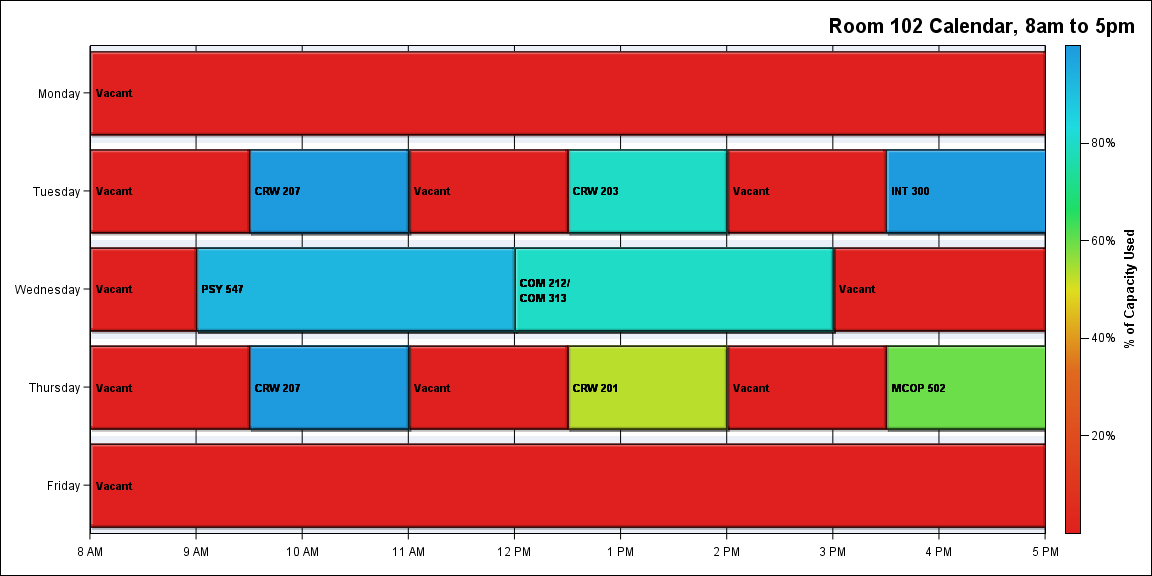 Room 102 Calendar, 8am to 5pm
Monday
Vacant
Tuesday
Vacant
CRW 207
Vacant
CRW 203
Vacant
INT 300
Wednesday
Vacant
PSY 547
COM 212/
COM 313
Vacant
Thursday
Vacant
CRW 207
Vacant
CRW 201
Vacant
MCOP 502
Friday
Vacant
8 AM
9 AM
10 AM
11 AM
12 PM
1 PM
2 PM
3 PM
4 PM
5 PM
80%
60%
40%
20%
% of Capacity Used